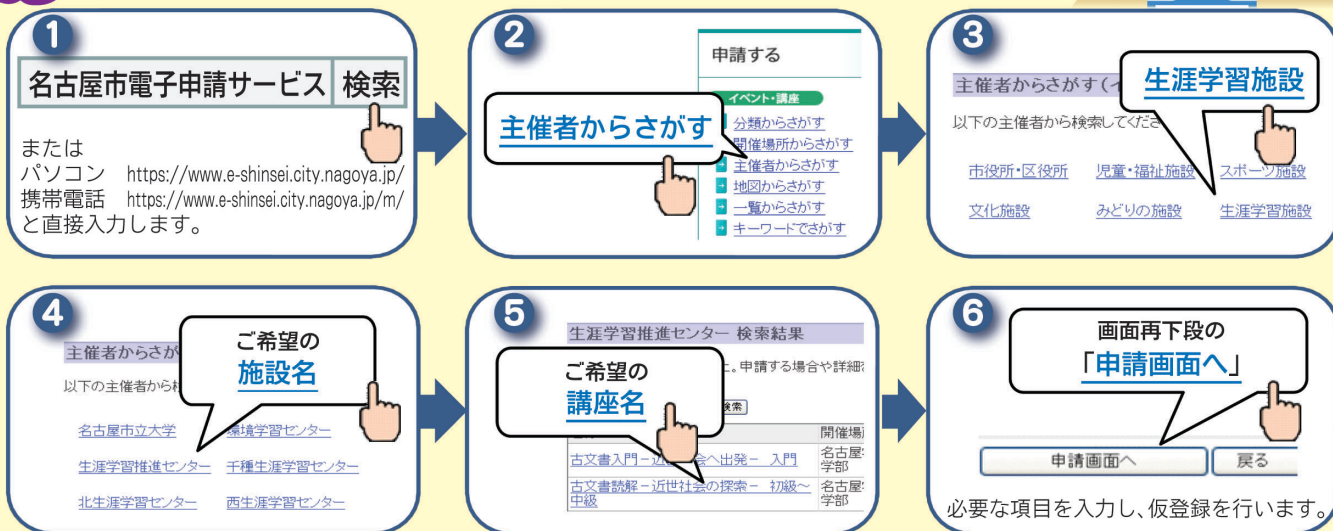 1
名古屋市電子申請サービス 検索
または
パソコン https://www.e-shinsei.city.nagoya.jp/
携帯電話 https://www.e-shinsei.city.nagoya.jp/m/
と直接入力します。
2
申請する
イベント・講座
分類からさがす
開催場所からさがす
主催者からさがす
地図からさがす
一覧からさがす
キーワードでさがす
主催者からさがす
3
主催者からさがす(イ
生涯学習施設
以下の主催者から検索してくださ
市役所・区役所 児童・福祉施設 スポーツ施設
文化施設 みどりの施設 生涯学習施設
4
主催者からさが
ご希望の
施設名
以下の主催者から検
名古屋市立大学 環境学習センター
生涯学習推進センター 千種生涯学習センター
北生涯学習センター 西生涯学習センター
5
生涯学習推進センター 検索結果
。申請する場合や詳細
ご希望の
講座名
検索
開催場
古文書入門-近世社会へ出発- 入門 名古屋
学部
古文書読解-近世社会の探索- 初級~ 名古屋
中級 学部
6
画面再下段の
「申請画面へ」
申請画面へ 戻る
必要な項目を入力し、仮登録を行います。